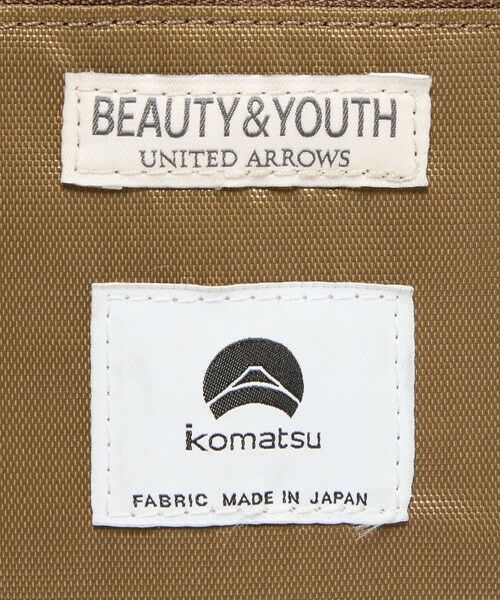 BEAUTY&YOUTH
UNITED ARROWS
komatsu
FABRIC MADE IN JAPAN